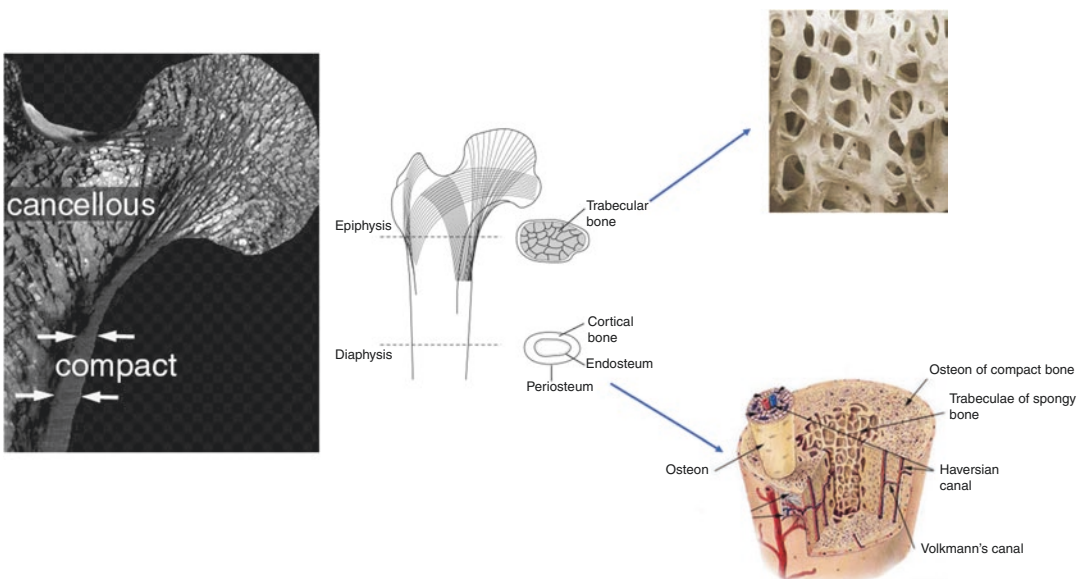 cancellous
compact
Epiphysis
Diaphysis
Trabecular
bone
Cortical
bone
Endosteum
Periosteum
Osteon of compact bone
Trabeculae of spongy
bone
Osteon
Haversian
canal
Volkmann’s canal